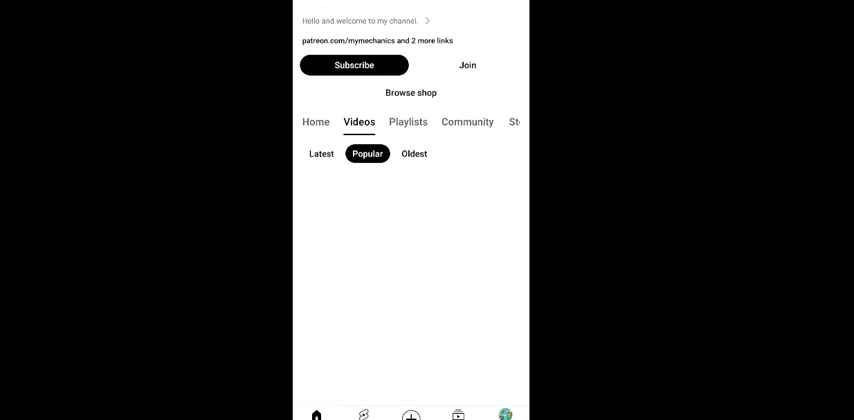 Hello and welcome to my channel.
patreon.com/mymechanics and 2 more links
Subscribe Join
Browse shop
Home Videos Playlists Community
Latest Popular Oldest